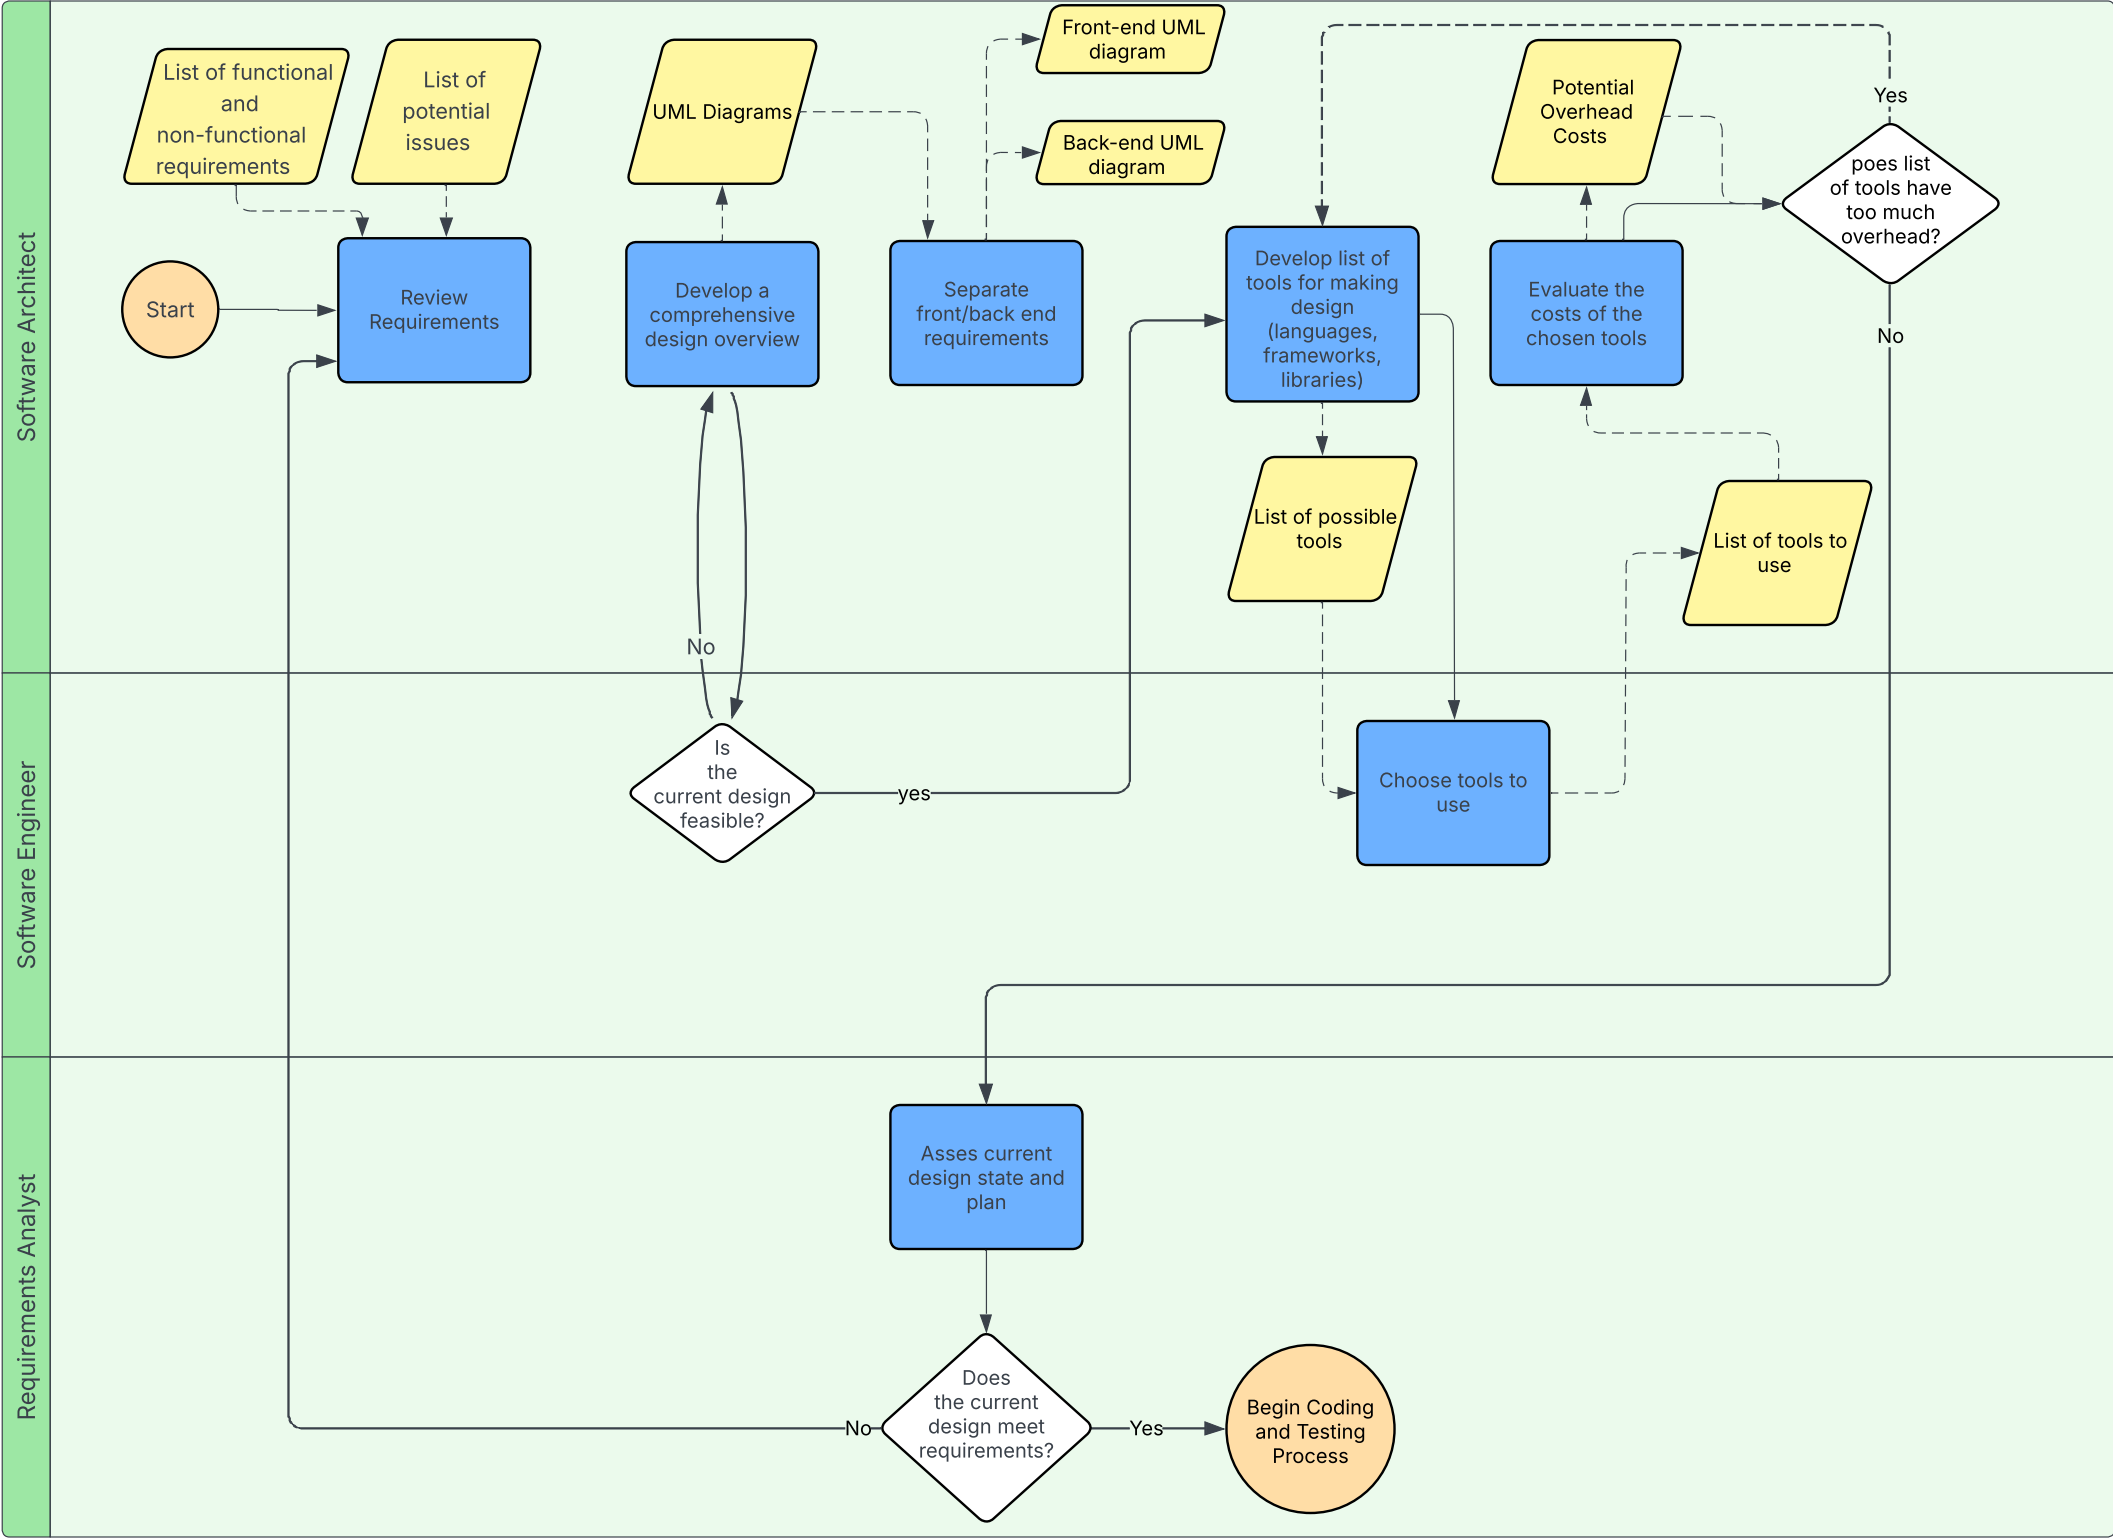 Software Architect
List of functional
and
non-functional
requirements
List of
potential
issues
UML Diagrams
Front-end UML
diagram
Back-end UML
diagram
Potential
Overhead
Costs
Yes
poes list
of tools have
too much
overhead?
No
Start
Review
Requirements
Develop a
comprehensive
design overview
Separate
front/back end
requirements
Develop list of
tools for making
design
(languages,
frameworks,
libraries)
Evaluate the
costs of the
chosen tools
List of possible
tools
List of tools to
use
No
Software Engineer
Is
the
current design
feasible?
yes
Choose tools to
use
Requirements Analyst
Asses current
design state and
plan
Does
the current
design meet
requirements?
No
Yes
Begin Coding
and Testing
Process